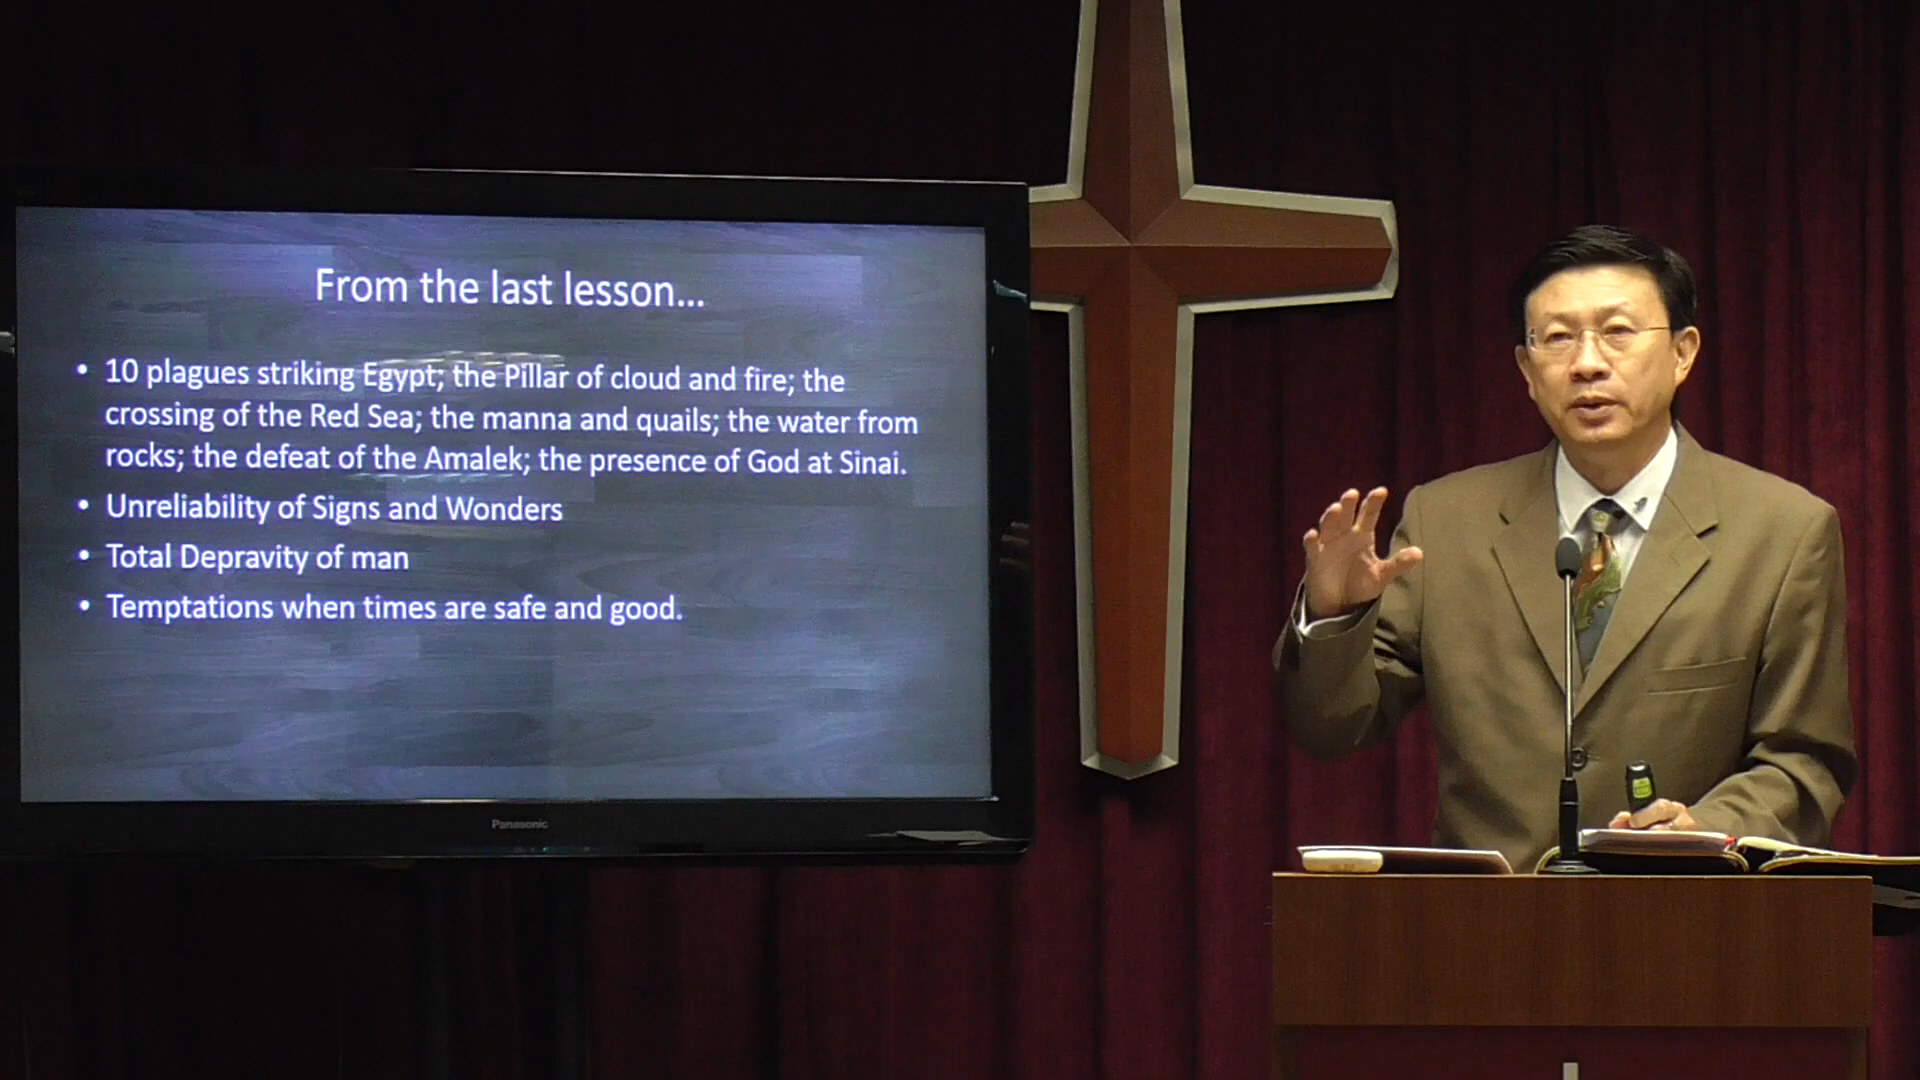 From the last lesson...
• 10 plagues striking Egypt; the Pillar of cloud and fire; the
crossing of the Red Sea; the manna and quails; the water from
rocks; the defeat of the Amalek; the presence of God at Sinai.
• Unreliability of Signs and Wonders
• Total Depravity of man
• Temptations when times are safe and good.
Panasonic